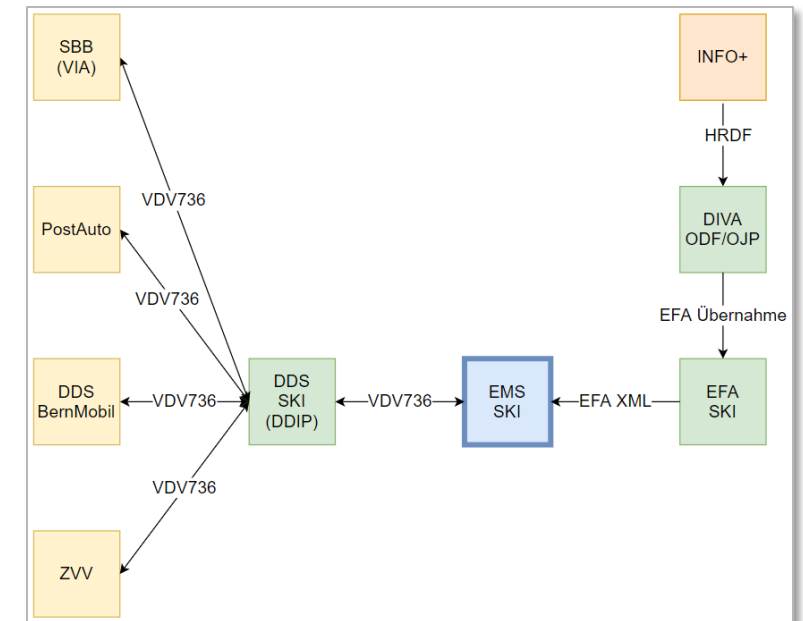 SBB
(VIA)
INFO+
HRDF
VDV736
PostAuto
DIVA
ODF/OJP
VDV736
EFA Übernahme
DDS
BernMobil
VDV736
DDS
SKI
(DDIP)
VDV736
EMS
SKI
EFA XML
EFA
SKI
VDV736
ZVV